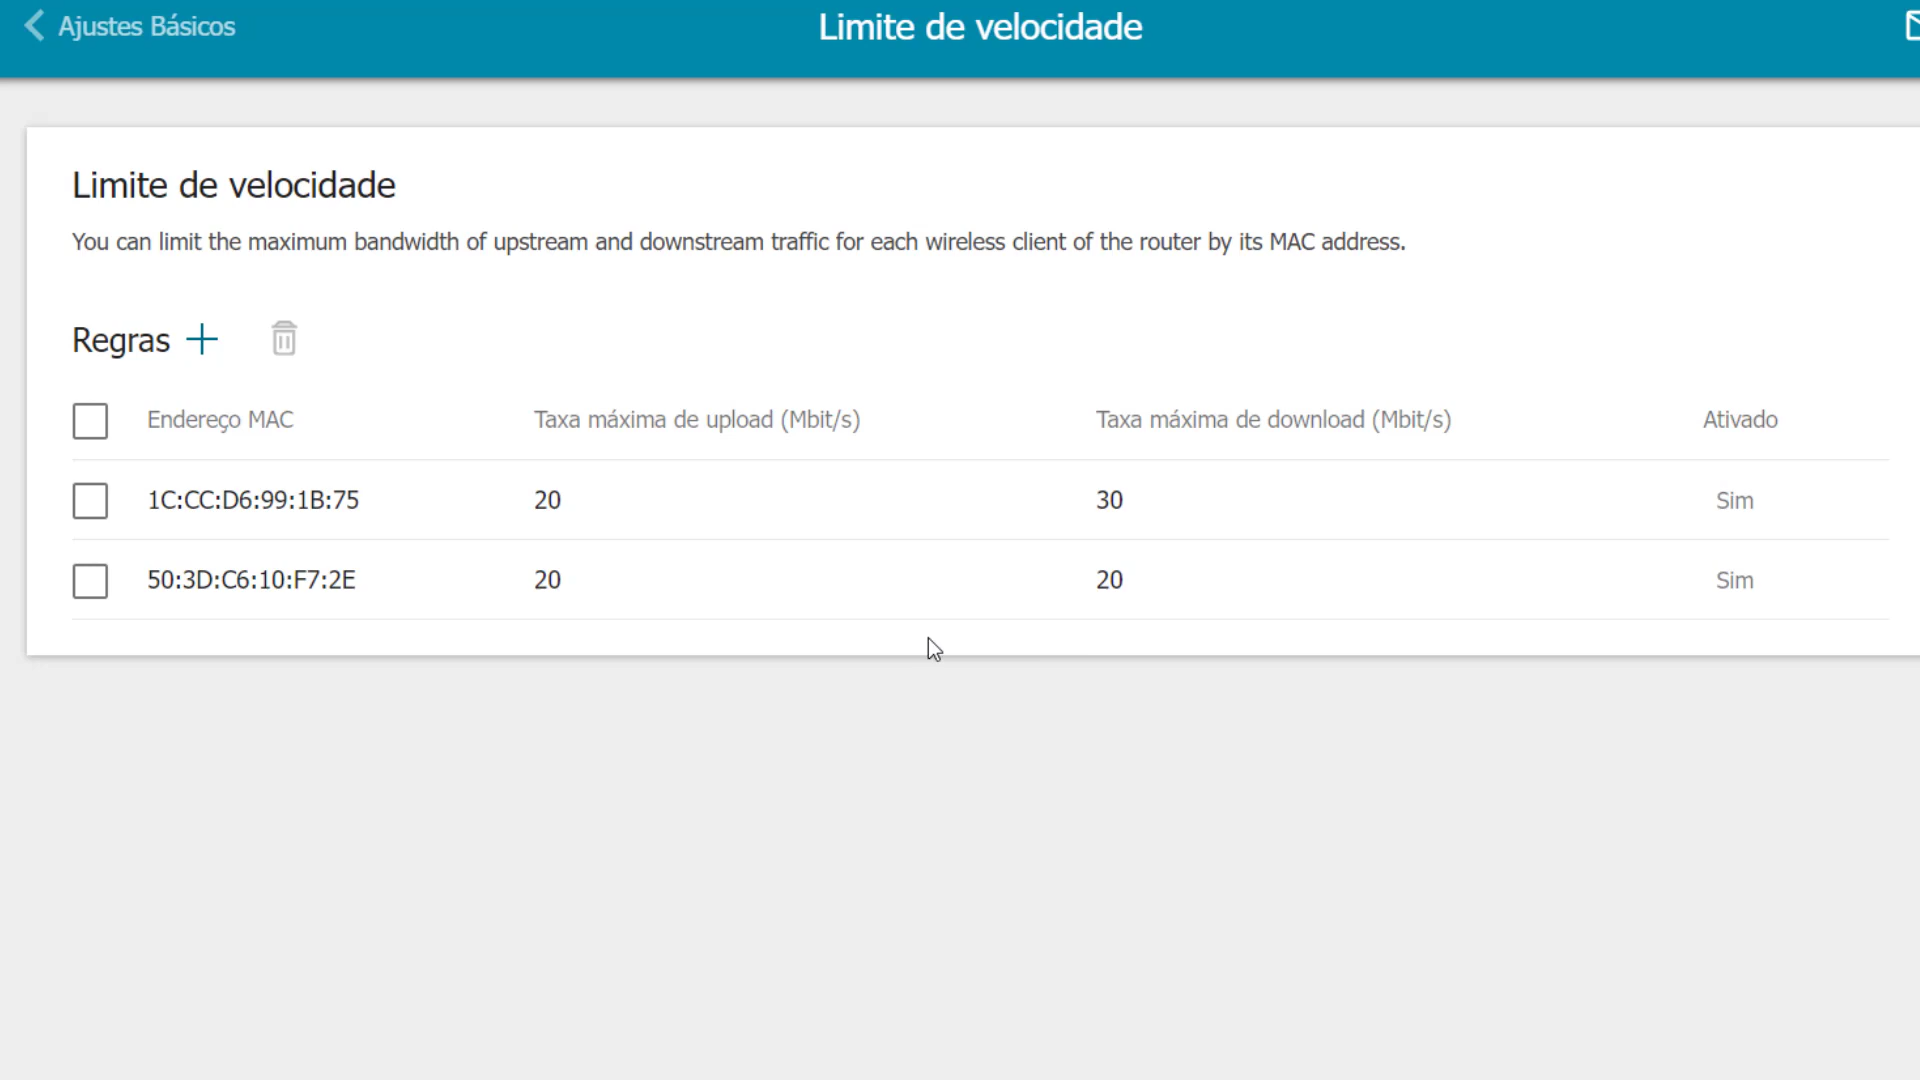 Ajustes Básicos
Limite de velocidade
Limite de velocidade
You can limit the maximum bandwidth of upstream and downstream traffic for each wireless client of the router by its MAC address.
Regras
Endereço MAC Taxa máxima de upload (Mbit/s) Taxa máxima de download (Mbit/s) Ativado
1C:CC:D6:99:1B:75 20 30 Sim
50:3D:C6:10:F7:2E 20 20 Sim